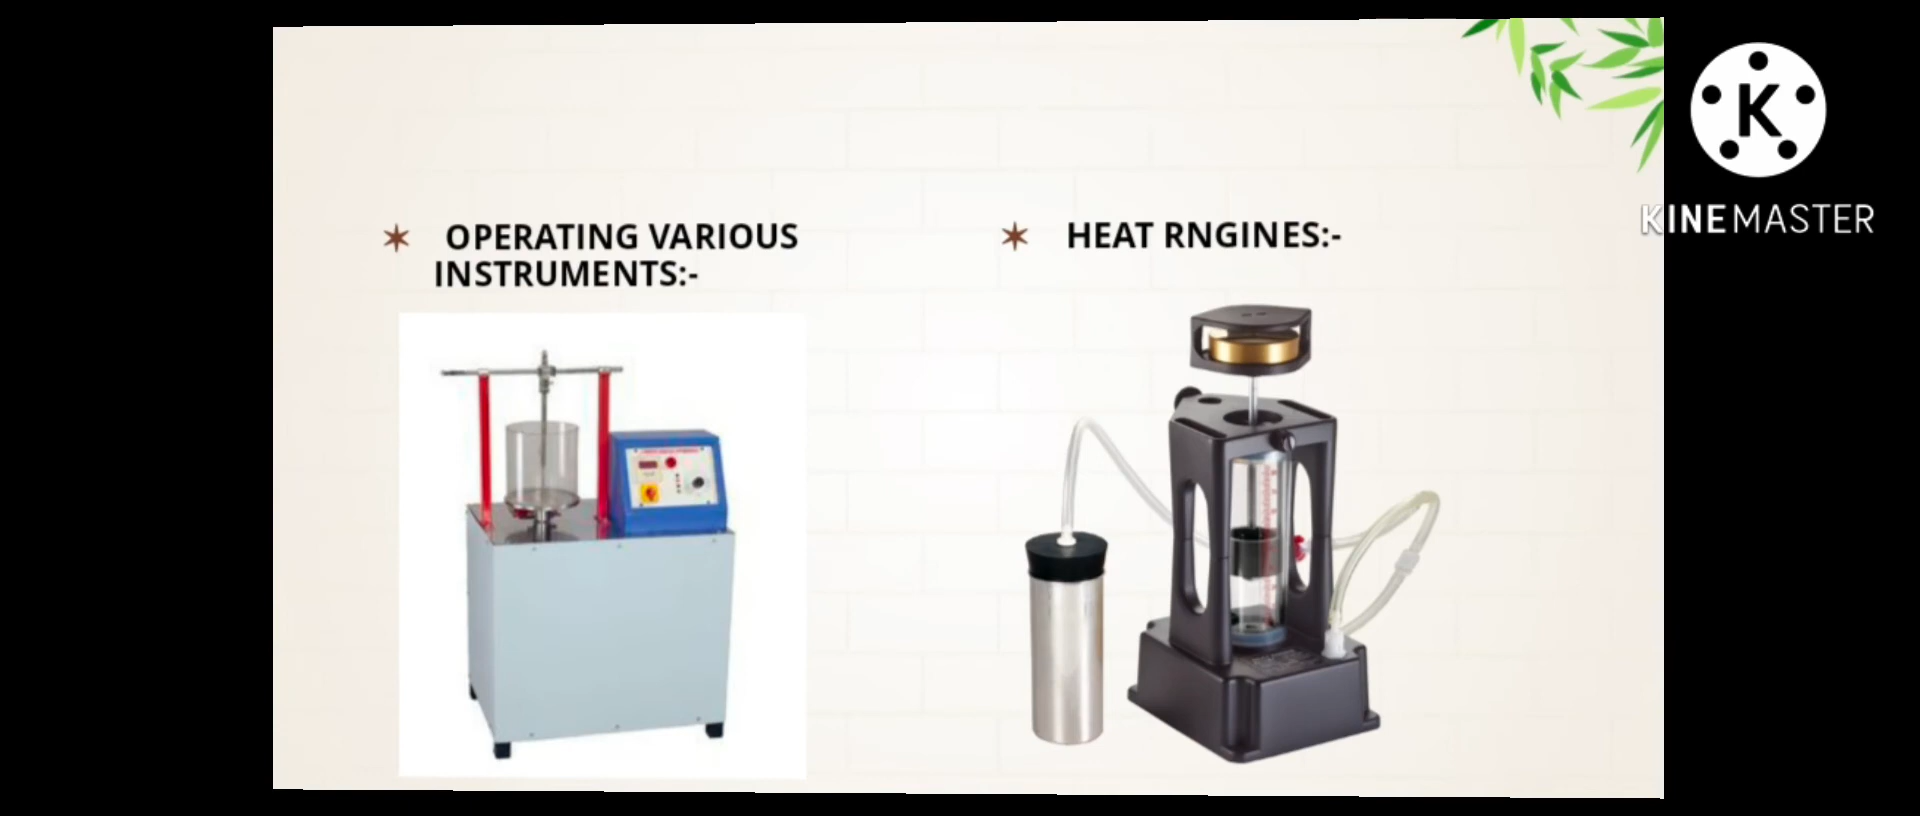 OPERATING VARIOUS
INSTRUMENTS:-
HEAT RNGINES:-
K
KINEMASTER